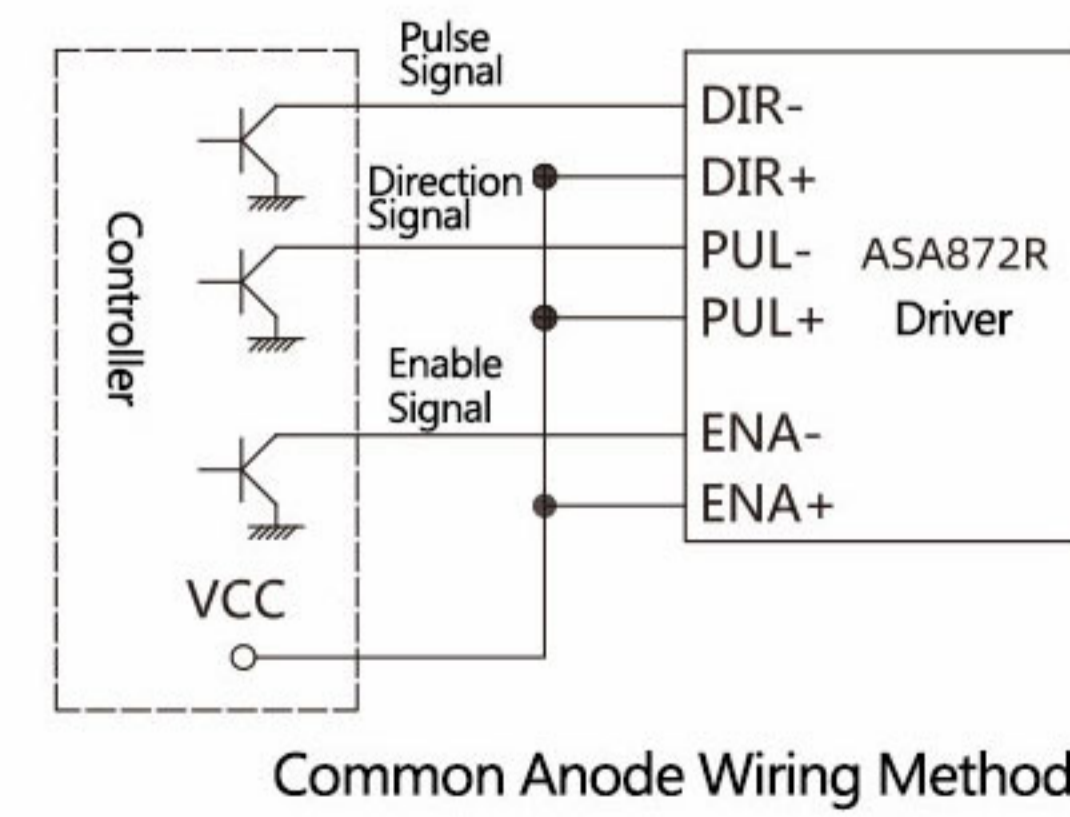 Pulse
Signal
DIR-
Direction
Signal
DIR+
PUL-
ASA872R
PUL+
Driver
Controller
Enable
Signal
ENA-
ENA+
VCC
Common Anode Wiring Method